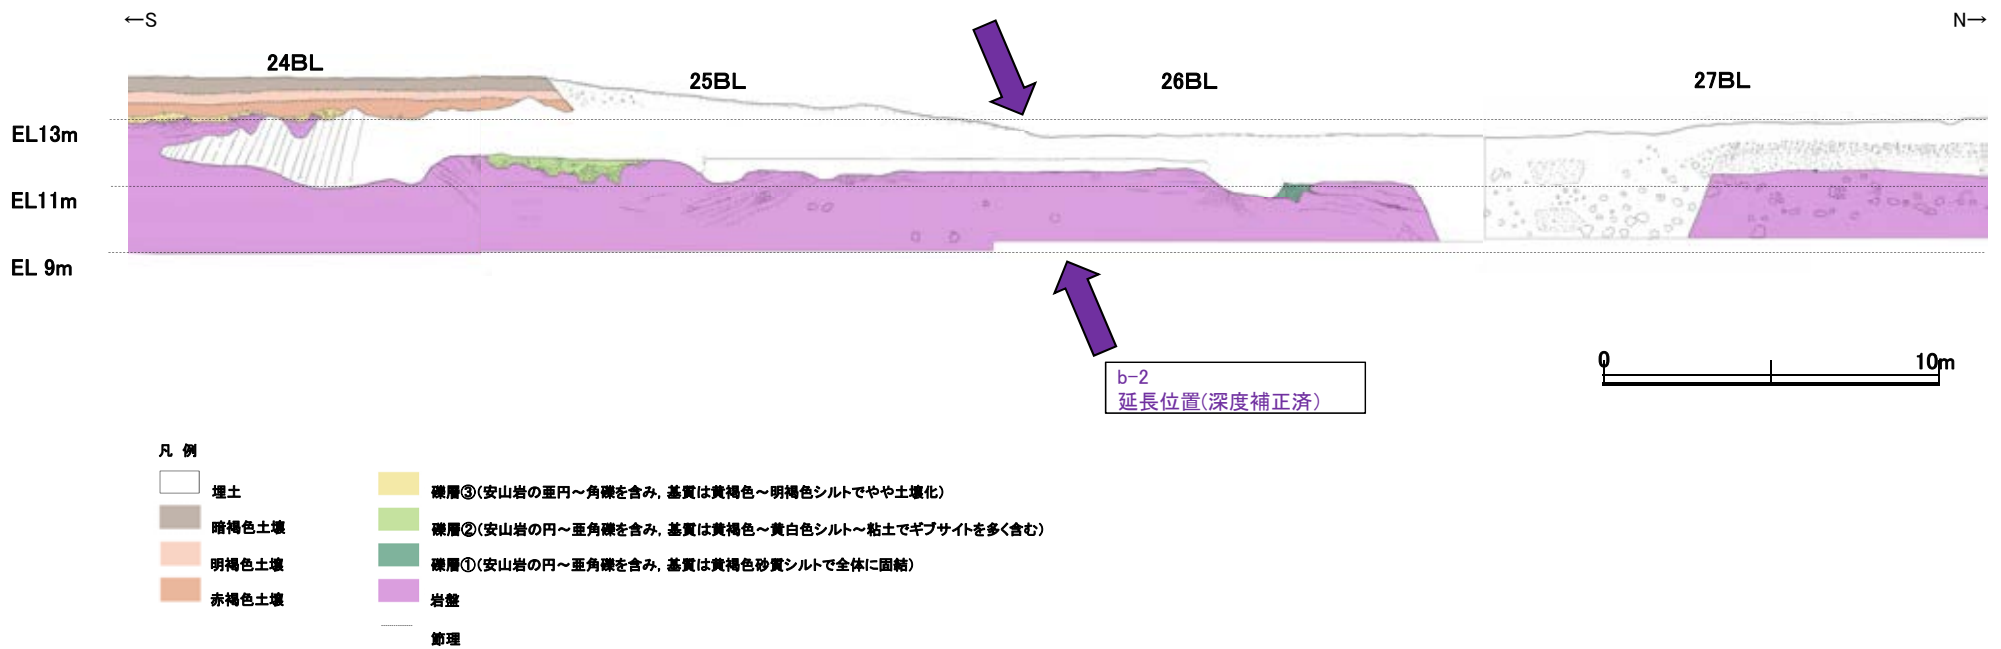 ←S
N→
24BL
25BL
26BL
27BL
EL13m
EL11m
EL 9m
b-2
延長位置(深度補正済)
0
10m
凡 例
埋土
暗褐色土壌
明褐色土壌
赤褐色土壌
礫層③(安山岩の亜円～角礫を含み，基質は黄褐色～明褐色シルトでやや土壌化)
礫層②(安山岩の円～亜角礫を含み，基質は黄褐色～黄白色シルト～粘土でギブサイトを多く含む)
礫層①(安山岩の円～亜角礫を含み，基質は黄褐色砂質シルトで全体に固結)
岩盤
節理